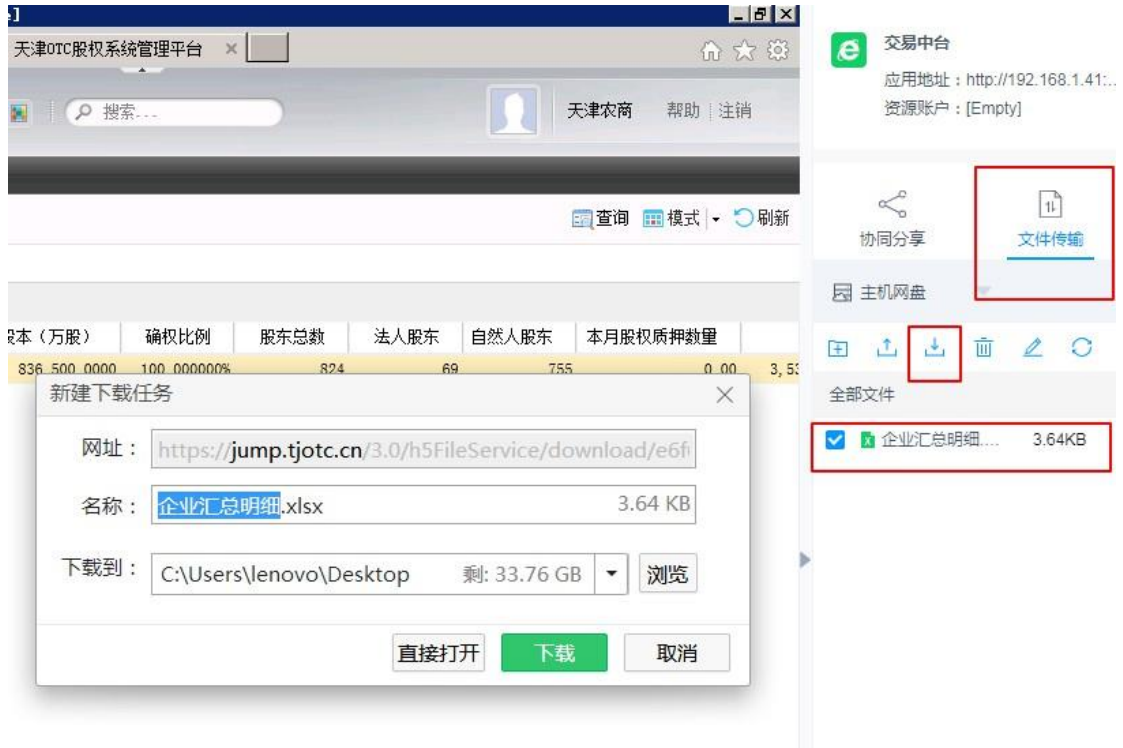 ]
天津OTC股权系统管理平台 ×
搜索...
天津农商 帮助 | 注销
查询 模式 刷新
股本（万股） 确权比例 股东总数 法人股东 自然人股东 本月股权质押数量
836 500 0000 100 000000% 824 69 755 0 00 3,53
新建下载任务
网址： https://jump.tjotc.cn/3.0/h5FileService/download/e6f
名称： 企业汇总明细.xlsx 3.64 KB
下载到： C:\Users\lenovo\Desktop 剩: 33.76 GB 浏览
直接打开 下载 取消
交易中台
应用地址：http://192.168.1.41:...
资源账户：[Empty]
协同分享 文件传输
主机网盘
全部文件
企业汇总明细.... 3.64KB